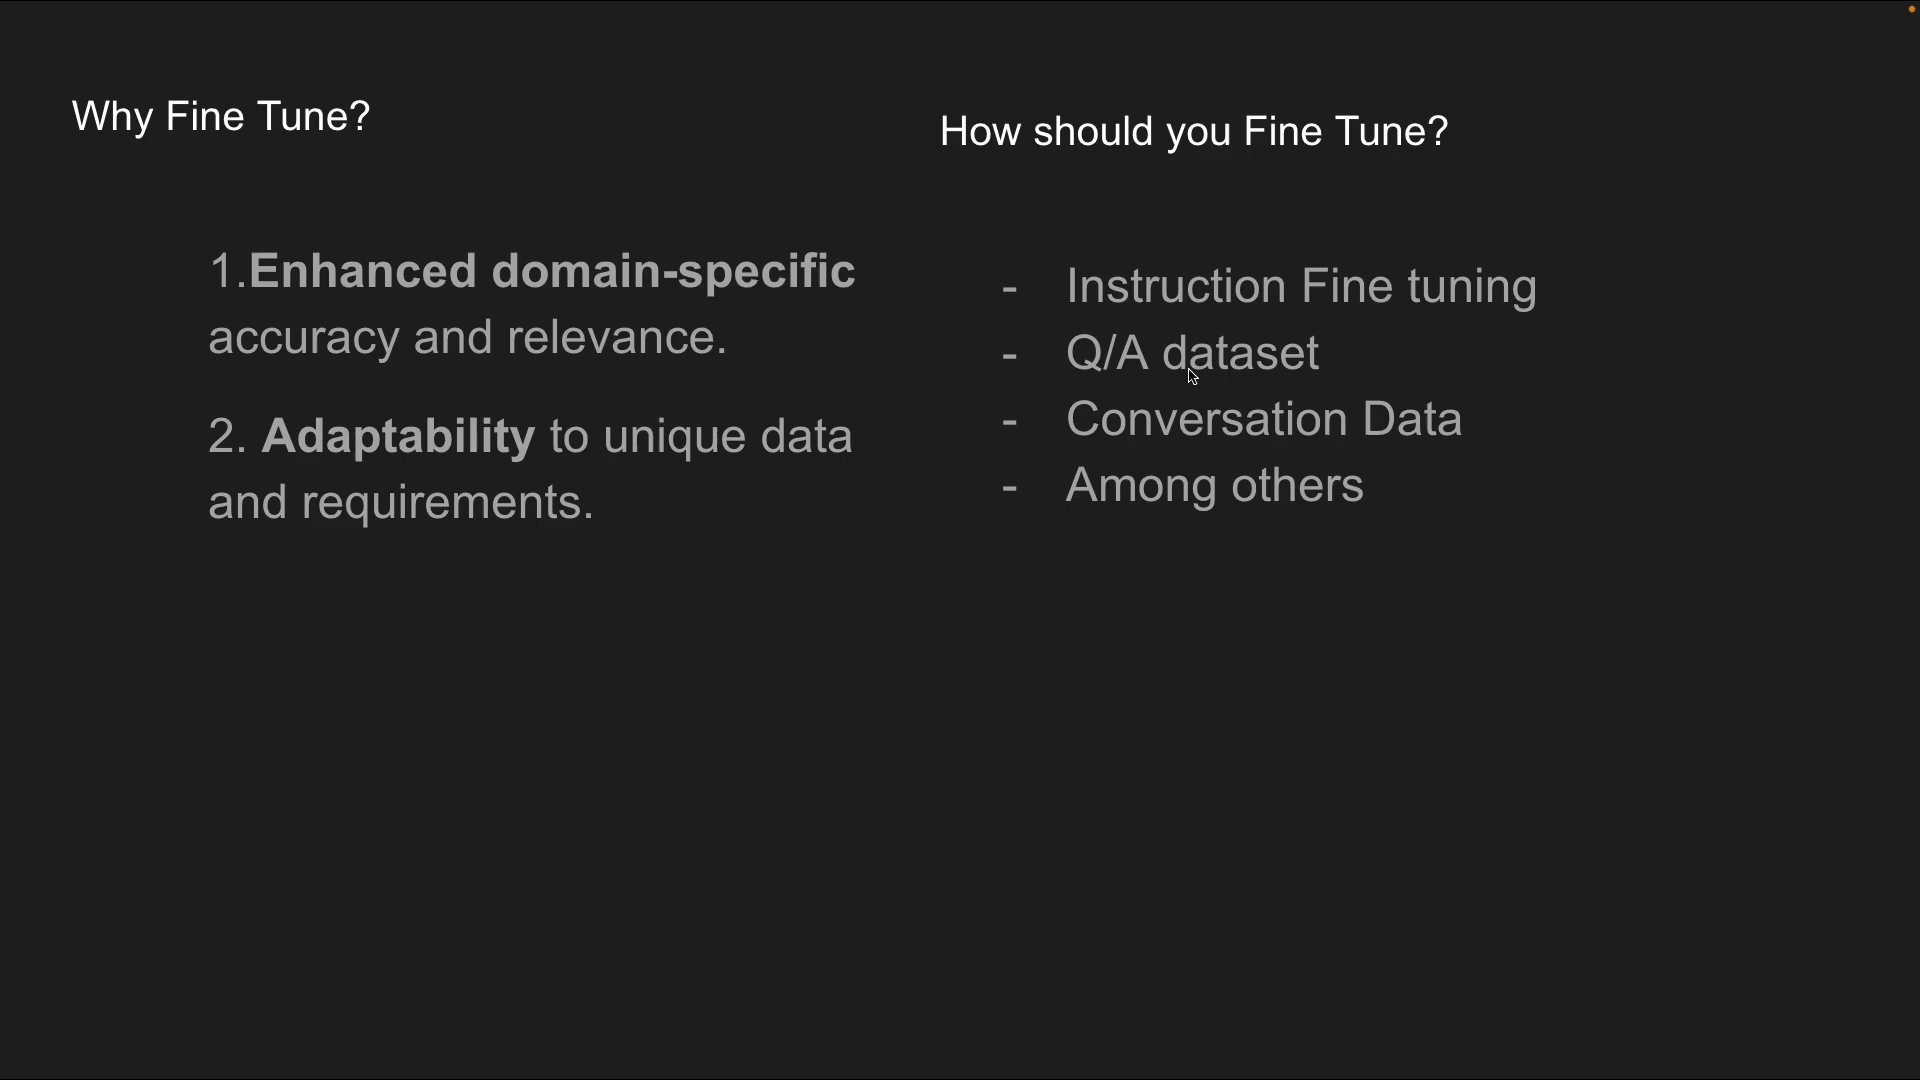 Why Fine Tune?
1.Enhanced domain-specific
accuracy and relevance.
2. Adaptability to unique data
and requirements.
How should you Fine Tune?
- Instruction Fine tuning
- Q/A dataset
- Conversation Data
- Among others